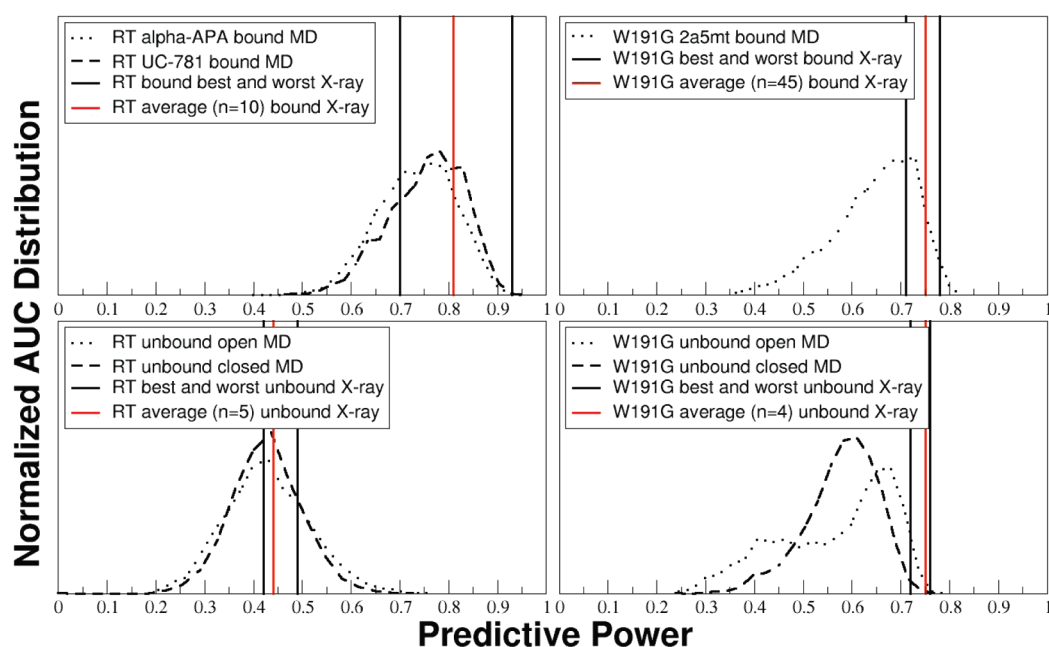 Normalized AUC Distribution
RT alpha-APA bound MD
RT UC-781 bound MD
RT bound best and worst X-ray
RT average (n=10) bound X-ray
0 0.1 0.2 0.3 0.4 0.5 0.6 0.7 0.8 0.9 1
W191G 2a5mt bound MD
W191G best and worst bound X-ray
W191G average (n=45) bound X-ray
0.1 0.2 0.3 0.4 0.5 0.6 0.7 0.8 0.9 1
RT unbound open MD
RT unbound closed MD
RT best and worst unbound X-ray
RT average (n=5) unbound X-ray
0 0.1 0.2 0.3 0.4 0.5 0.6 0.7 0.8 0.9 1
W191G unbound open MD
W191G unbound closed MD
W191G best and worst unbound X-ray
W191G average (n=4) unbound X-ray
0.1 0.2 0.3 0.4 0.5 0.6 0.7 0.8 0.9 1
Predictive Power